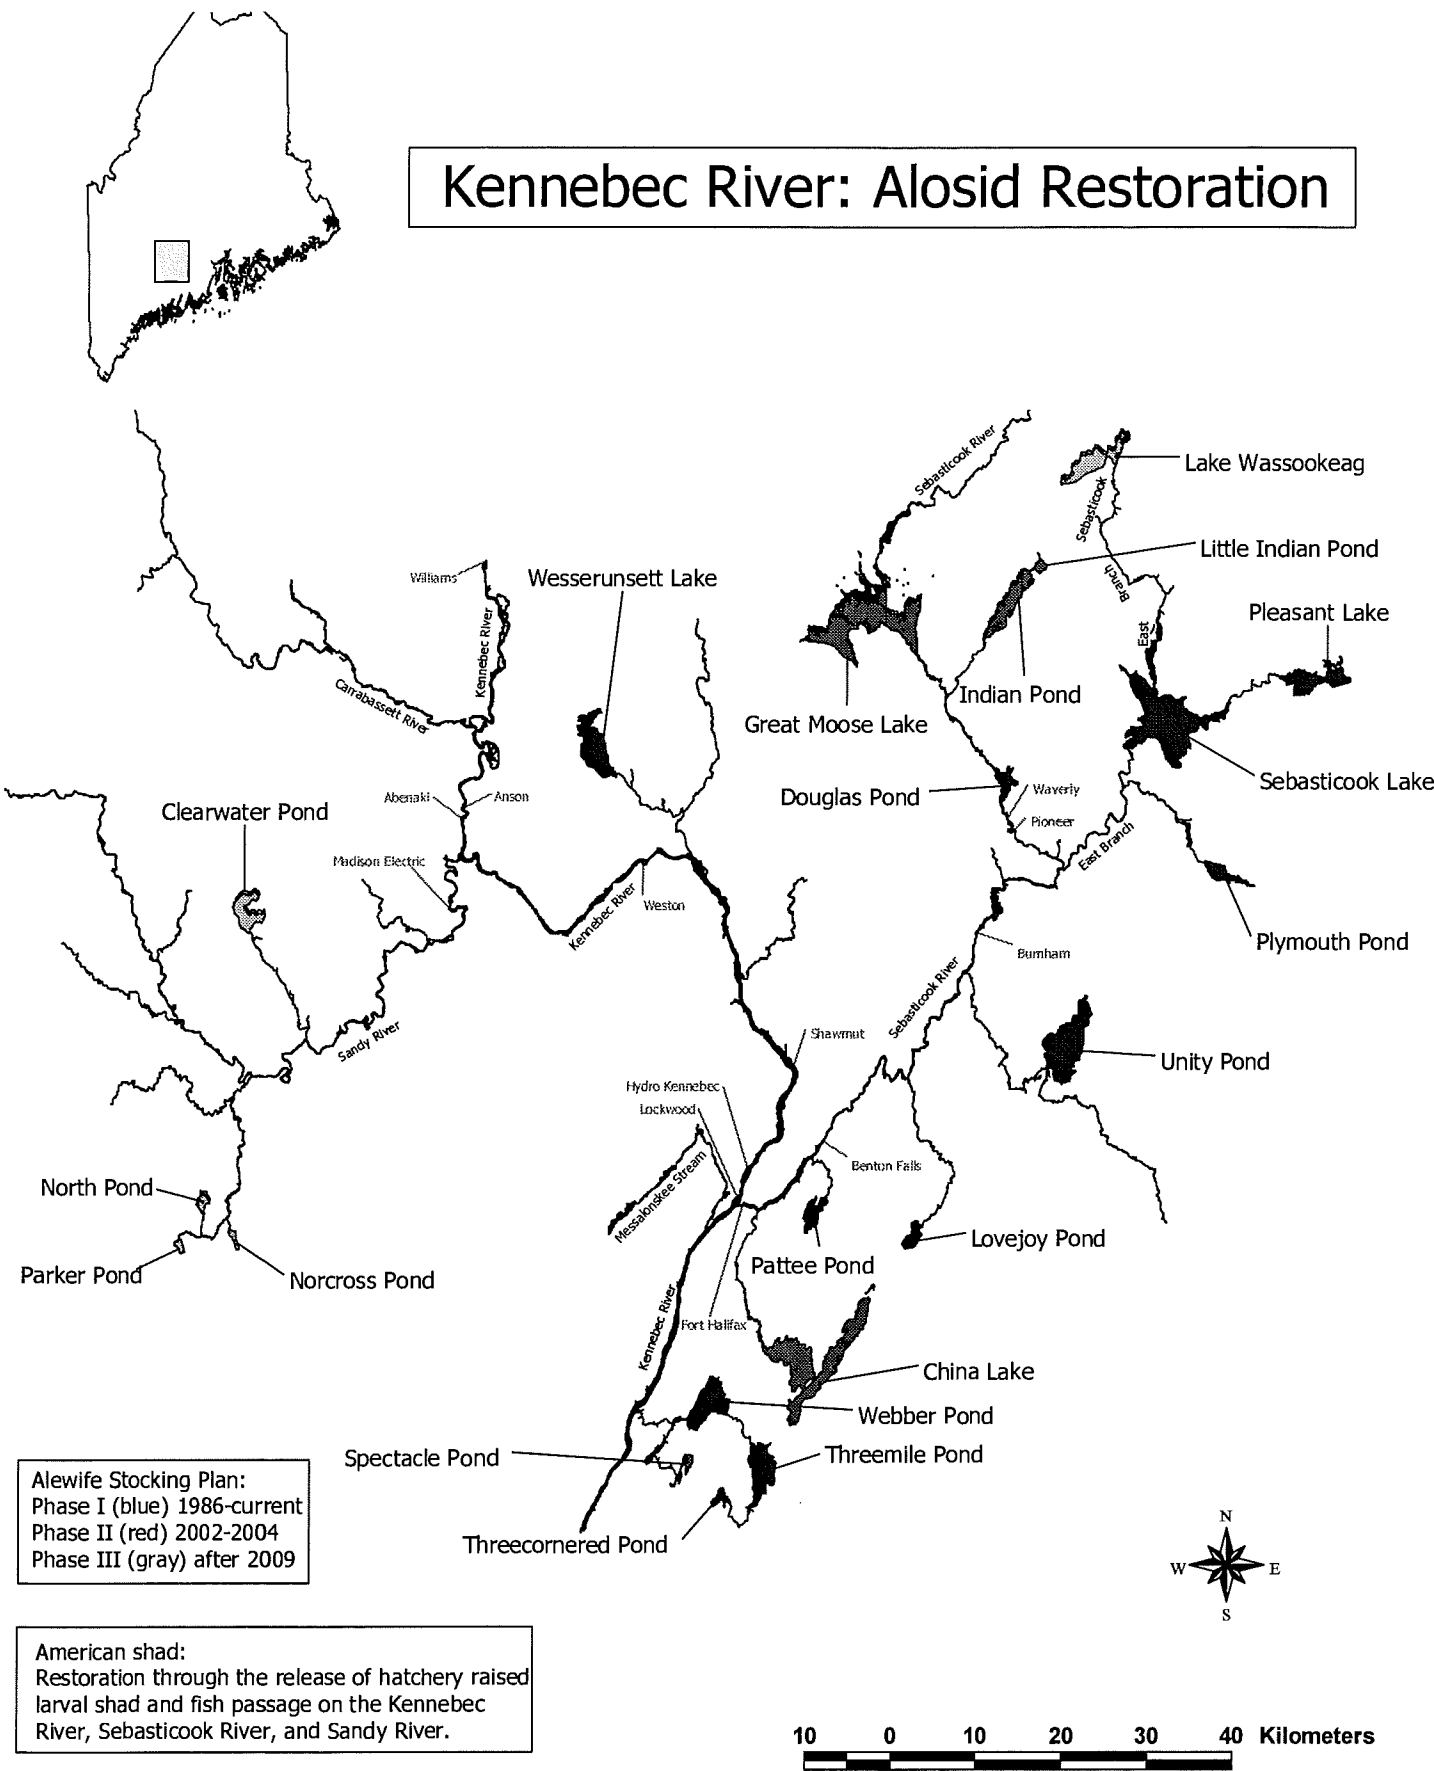 Kennebec River: Alosid Restoration
Sebasticook River
Lake Wassookeag
Sebasticook
Little Indian Pond
Williams
Wesserunsett Lake
Branch
Pleasant Lake
Kennebec River
East
Carrabassett River
Indian Pond
Great Moose Lake
Sebasticook Lake
Abenaki
Anson
Douglas Pond
Waverly
Clearwater Pond
Pioneer
East Branch
Madison Electric
Kennebec River
Weston
Plymouth Pond
Burnham
Sebasticook River
Sandy River
Shawmut
Unity Pond
Hydro Kennebec
Lockwood
Messalonskee Stream
Benton Falls
North Pond
Lovejoy Pond
Pattee Pond
Parker Pond
Norcross Pond
Kennebec River
Fort Halifax
China Lake
Webber Pond
Spectacle Pond
Threemile Pond
Threecornered Pond
Alewife Stocking Plan:
Phase I (blue) 1986-current
Phase II (red) 2002-2004
Phase III (gray) after 2009
N
W
E
S
American shad:
Restoration through the release of hatchery raised
larval shad and fish passage on the Kennebec
River, Sebasticook River, and Sandy River.
10 0 10 20 30 40 Kilometers